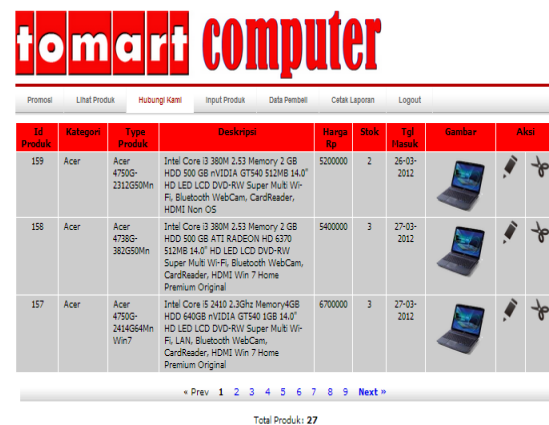 tomart computer
Promosi Lihat Produk Hubungi Kami Input Produk Data Pembeli Cetak Laporan Logout
Id Produk Kategori Type Produk Deskripsi Harga Rp Stok Tgl Masuk Gambar Aksi
159 Acer Acer 4750G-2312G50Mn Intel Core i3 380M 2.53 Memory 2 GB 5200000 2 26-03-2012
HDD 500 GB nVIDIA GT540 512MB 14.0"
HD LED LCD DVD-RW Super Multi Wi-
Fi, Bluetooth WebCam, CardReader,
HDMI Non OS
158 Acer Acer 4738G-382G50Mn Intel Core i3 380M 2.53 Memory 2 GB 5400000 3 27-03-2012
HDD 500 GB ATI RADEON HD 6370
512MB 14.0" HD LED LCD DVD-RW
Super Multi Wi-Fi, Bluetooth WebCam,
CardReader, HDMI Win 7 Home
Premium Original
157 Acer Acer 4750G-2414G64Mn Win7 Intel Core i5 2410 2.3Ghz Memory4GB 6700000 3 27-03-2012
HDD 640GB nVIDIA GT540 1GB 14.0"
HD LED LCD DVD-RW Super Multi Wi-
Fi, LAN, Bluetooth WebCam,
CardReader, HDMI Win 7 Home
Premium Original
« Prev 1 2 3 4 5 6 7 8 9 Next »
Total Produk: 27